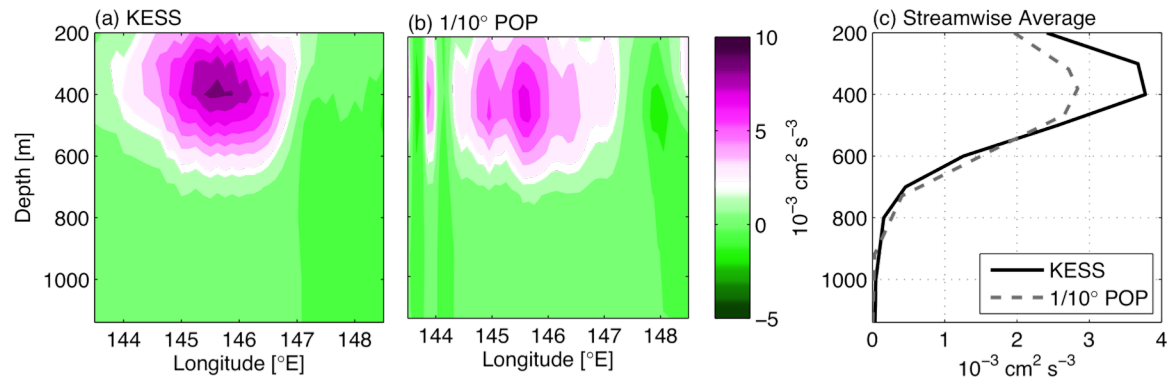 (a) KESS
(b) 1/10° POP
(c) Streamwise Average
200
400
600
800
1000
Depth [m]
144 145 146 147 148
Longitude [°E]
144 145 146 147 148
Longitude [°E]
10
5
0
−5
10⁻³ cm² s⁻³
200
400
600
800
1000
KESS
1/10° POP
0 1 2 3 4
10⁻³ cm² s⁻³